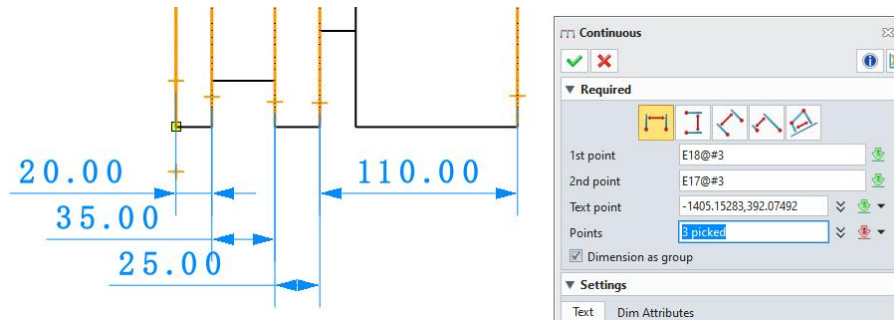 20.00
110.00
35.00
25.00
Continuous
Required
1st point E18@#3
2nd point E17@#3
Text point -1405.15283,392.07492
Points 3 picked
Dimension as group
Settings
Text Dim Attributes